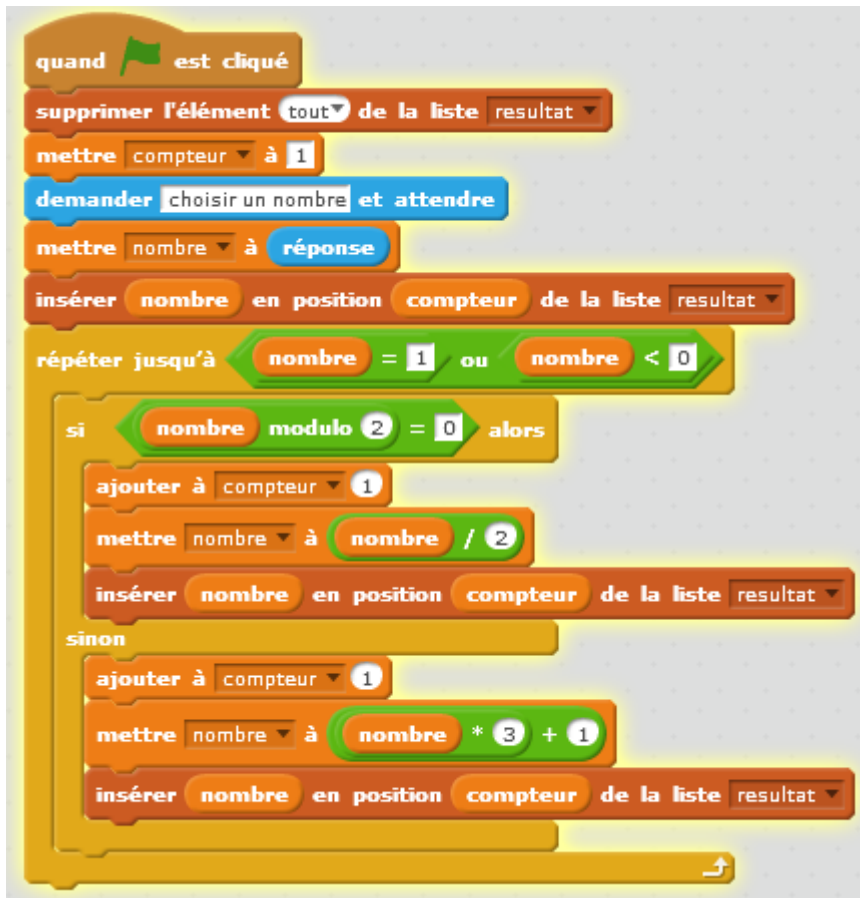 quand est cliqué
supprimer l'élément tout de la liste resultat
mettre compteur à 1
demander choisir un nombre et attendre
mettre nombre à réponse
insérer nombre en position compteur de la liste resultat
répéter jusqu'à nombre = 1 ou nombre < 0
si nombre modulo 2 = 0 alors
ajouter à compteur 1
mettre nombre à nombre / 2
insérer nombre en position compteur de la liste resultat
sinon
ajouter à compteur 1
mettre nombre à nombre * 3 + 1
insérer nombre en position compteur de la liste resultat